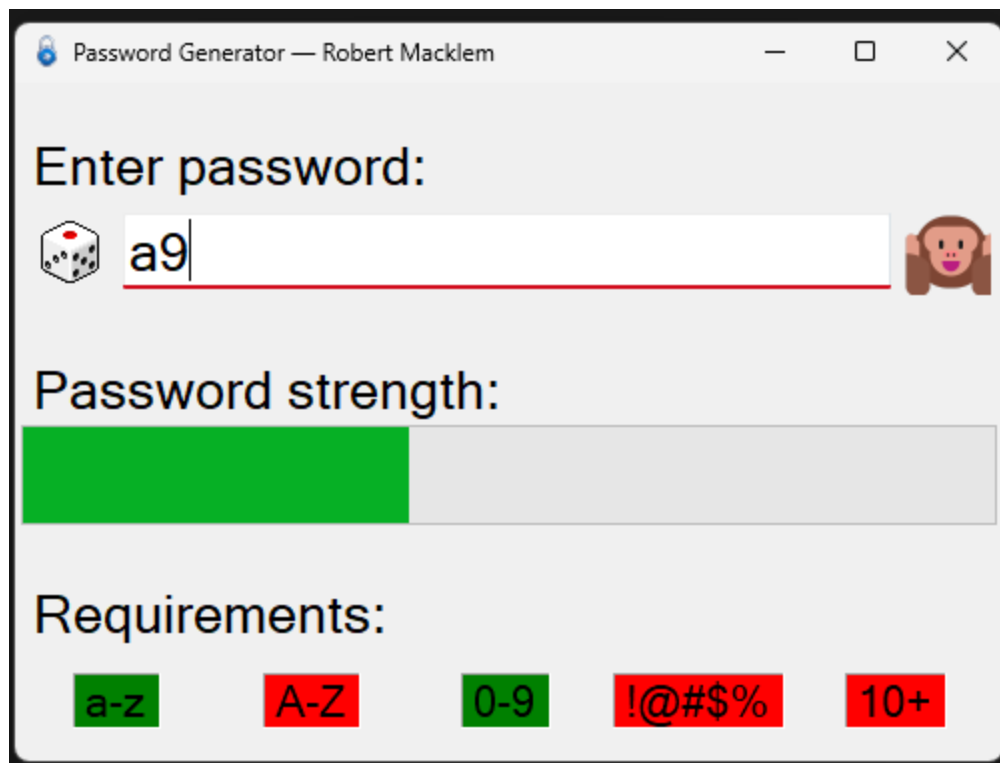 Password Generator — Robert Macklem
Enter password:
a9
Password strength:
Requirements:
a-z A-Z 0-9 !@#$% 10+